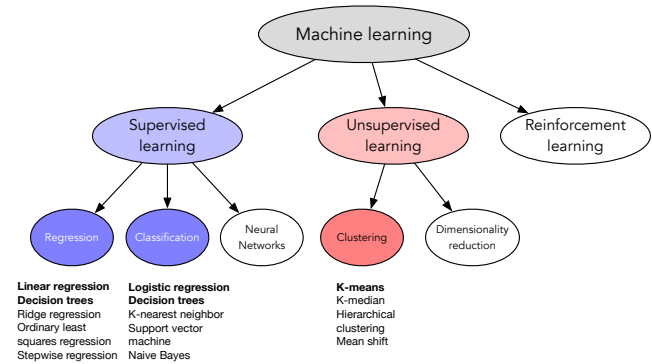 Machine learning
Supervised
learning
Unsupervised
learning
Reinforcement
learning
Regression
Classification
Neural
Networks
Clustering
Dimensionality
reduction
Linear regression
Decision trees
Ridge regression
Ordinary least
squares regression
Stepwise regression
Logistic regression
Decision trees
K-nearest neighbor
Support vector
machine
Naive Bayes
K-means
K-median
Hierarchical
clustering
Mean shift